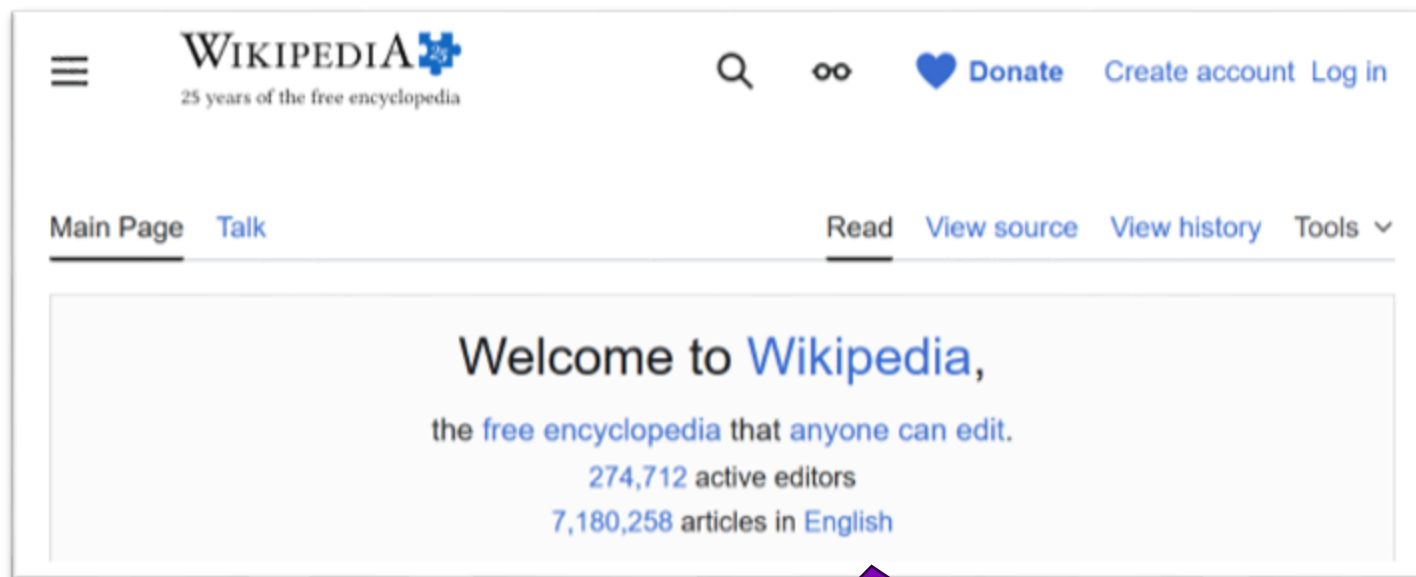 WIKIPEDIA 25
25 years of the free encyclopedia
Donate Create account Log in
Main Page Talk Read View source View history Tools
Welcome to Wikipedia,
the free encyclopedia that anyone can edit.
274,712 active editors
7,180,258 articles in English